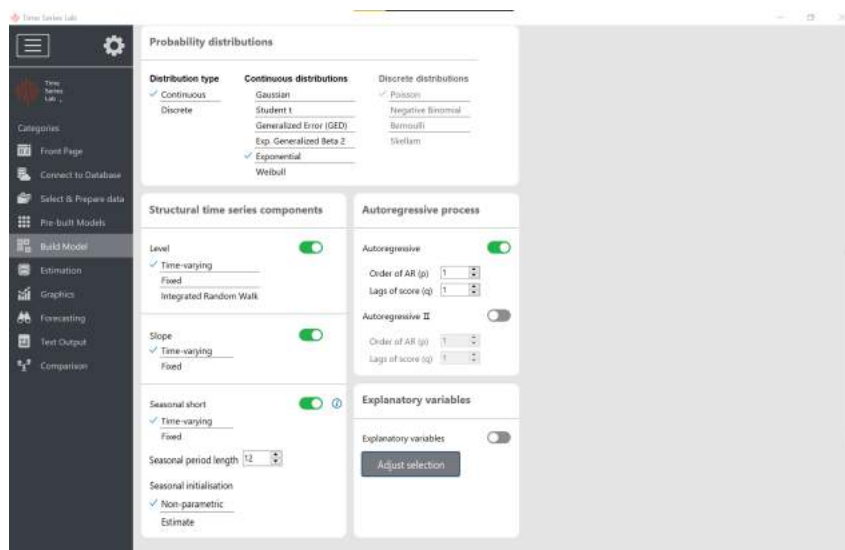 Time Series Lab
Time
Series
Lab
Categories
Front Page
Connect to Database
Select & Prepare data
Pre-built Models
Build Model
Estimation
Graphics
Forecasting
Text Output
Comparison
Probability distributions
Distribution type
Continuous
Discrete
Continuous distributions
Gaussian
Student t
Generalized Error (GED)
Exp. Generalized Beta 2
Exponential
Weibull
Discrete distributions
Poisson
Negative Binomial
Bernoulli
Skellam
Structural time series components
Level
Time-varying
Fixed
Integrated Random Walk
Slope
Time-varying
Fixed
Seasonal short
Time-varying
Fixed
Seasonal period length 12
Seasonal initialisation
Non-parametric
Estimate
Autoregressive process
Autoregressive
Order of AR (p) 1
Lags of score (q) 1
Autoregressive II
Order of AR (p) 1
Lags of score (q) 1
Explanatory variables
Explanatory variables
Adjust selection